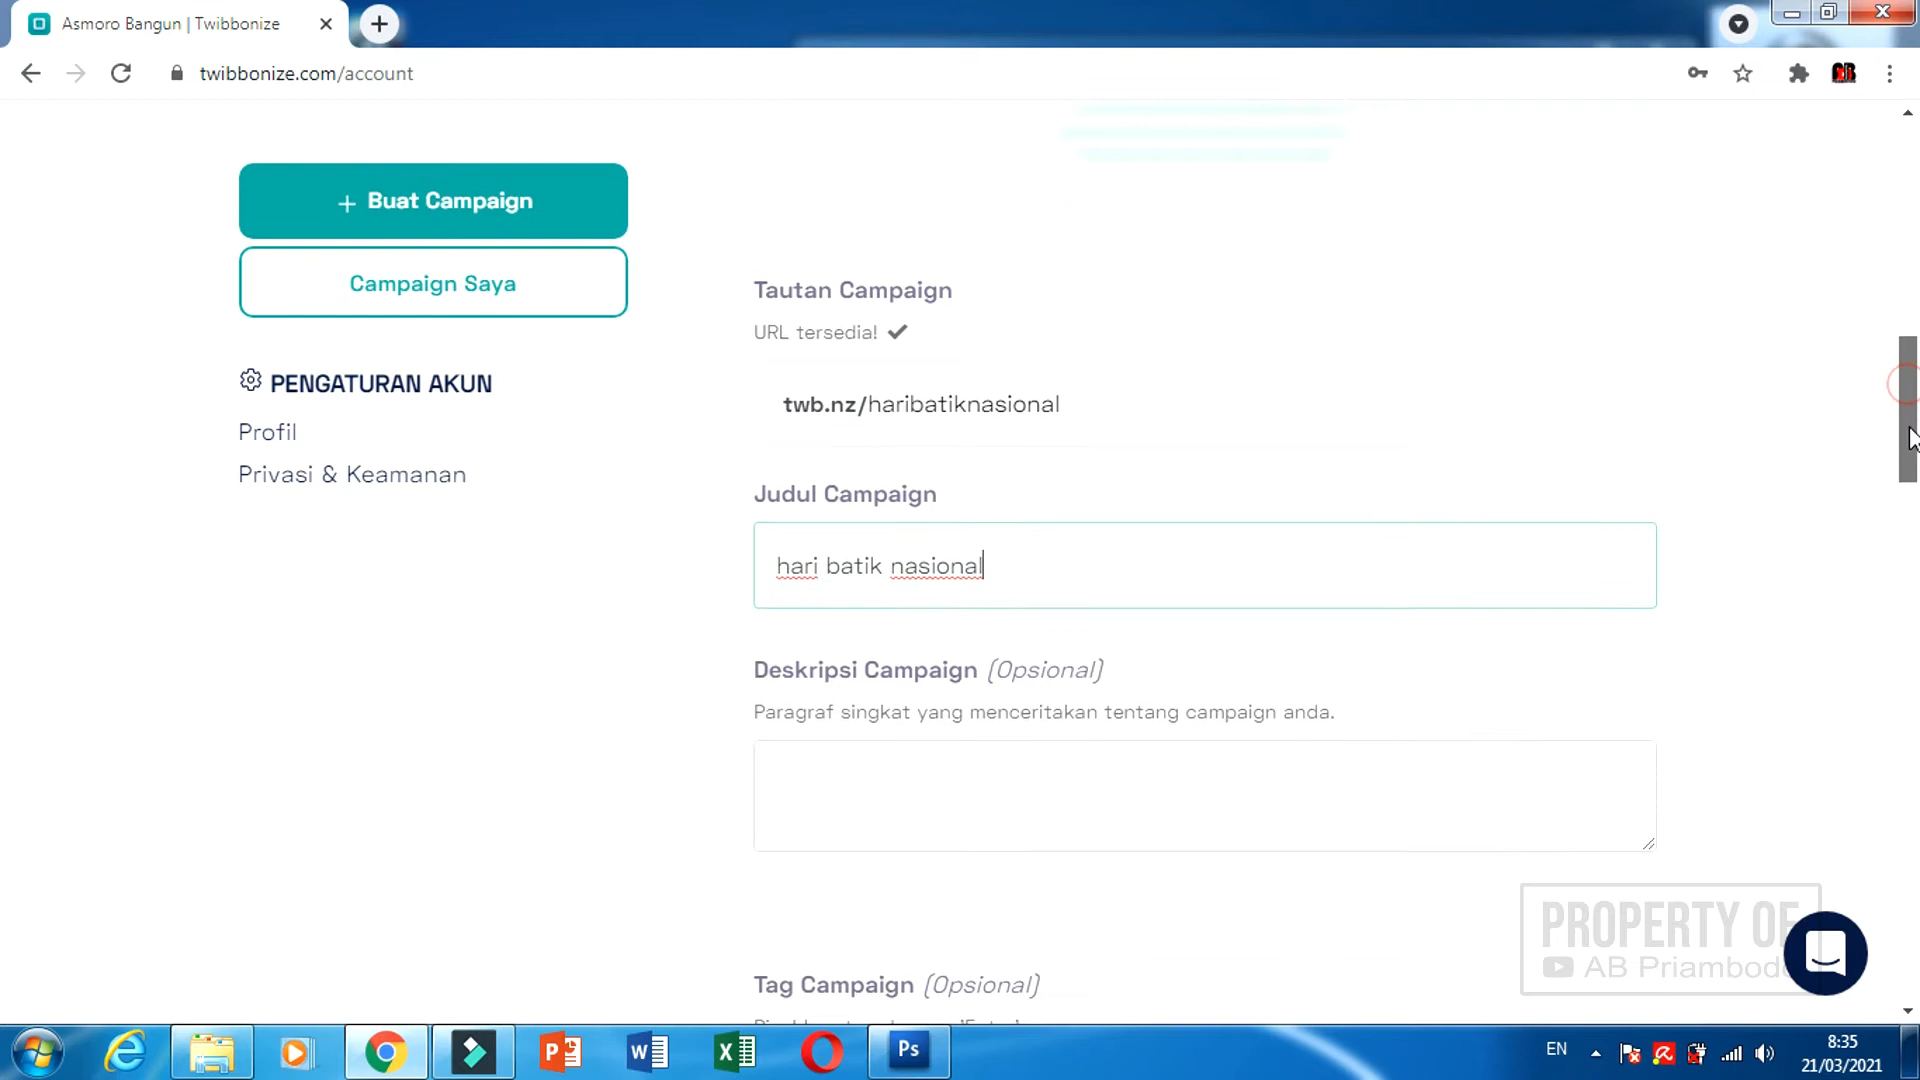 Asmoro Bangun | Twibbonize
twibbonize.com/account
+ Buat Campaign
Campaign Saya
PENGATURAN AKUN
Profil
Privasi & Keamanan
Tautan Campaign
URL tersedia!
twb.nz/haribatiknasional
Judul Campaign
hari batik nasional
Deskripsi Campaign (Opsional)
Paragraf singkat yang menceritakan tentang campaign anda.
Tag Campaign (Opsional)
PROPERTY OF
AB Priambodo
EN
8:35
21/03/2021
Ps